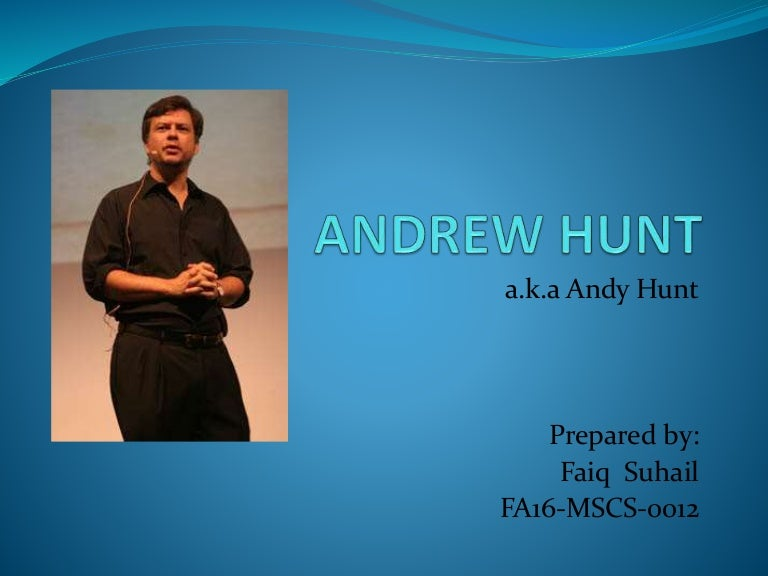 ANDREW HUNT
a.k.a Andy Hunt
Prepared by:
Faiq  Suhail
FA16-MSCS-0012